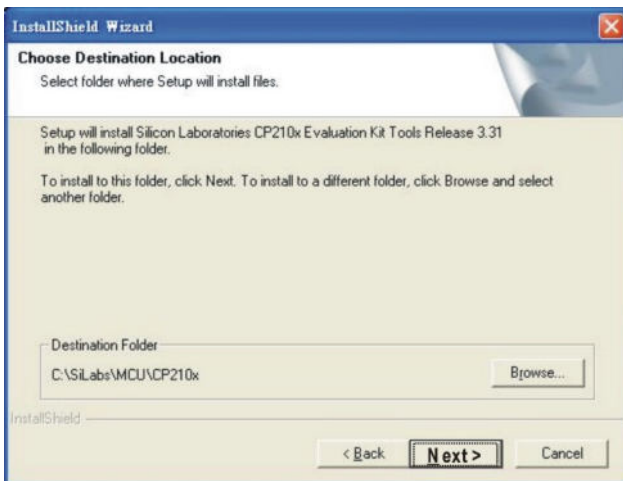 InstallShield Wizard
Choose Destination Location
Select folder where Setup will install files.
Setup will install Silicon Laboratories CP210x Evaluation Kit Tools Release 3.31
in the following folder.
To install to this folder, click Next. To install to a different folder, click Browse and select
another folder.
Destination Folder
C:\SiLabs\MCU\CP210x
Browse...
InstallShield
< Back
Next >
Cancel